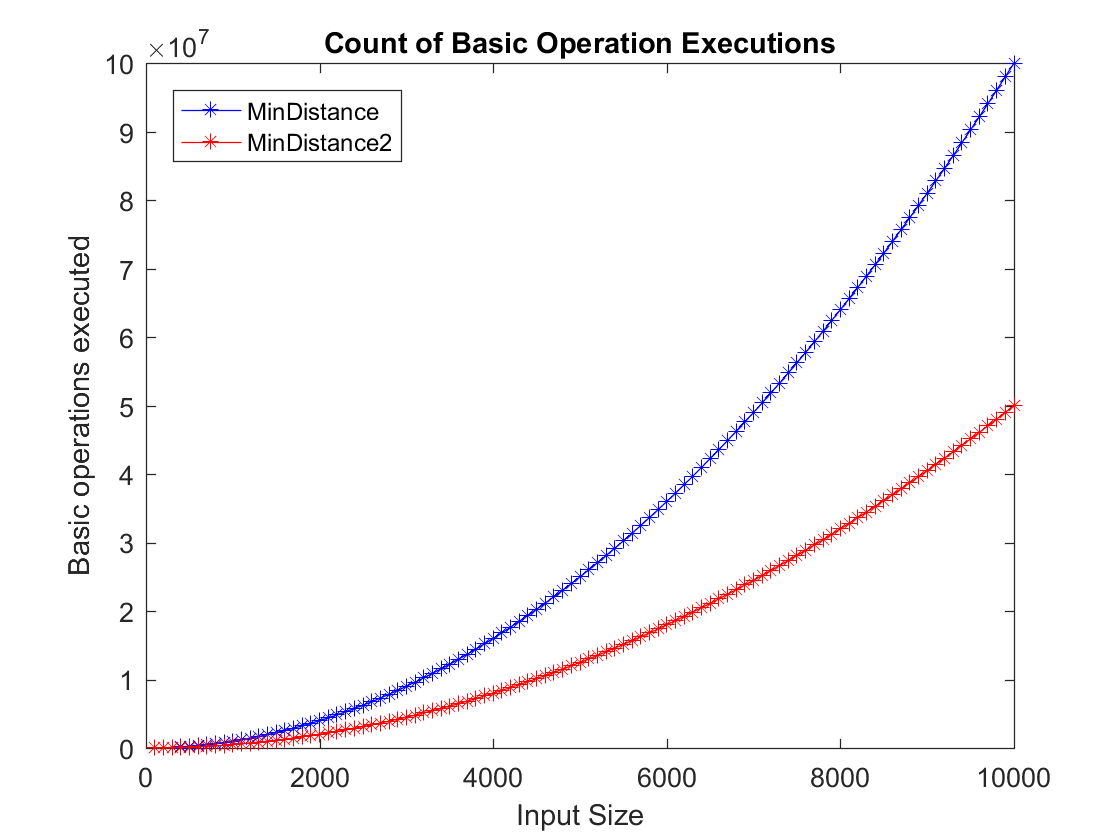 Count of Basic Operation Executions
×10^7
MinDistance
MinDistance2
Basic operations executed
10
9
8
7
6
5
4
3
2
1
0
0 2000 4000 6000 8000 10000
Input Size